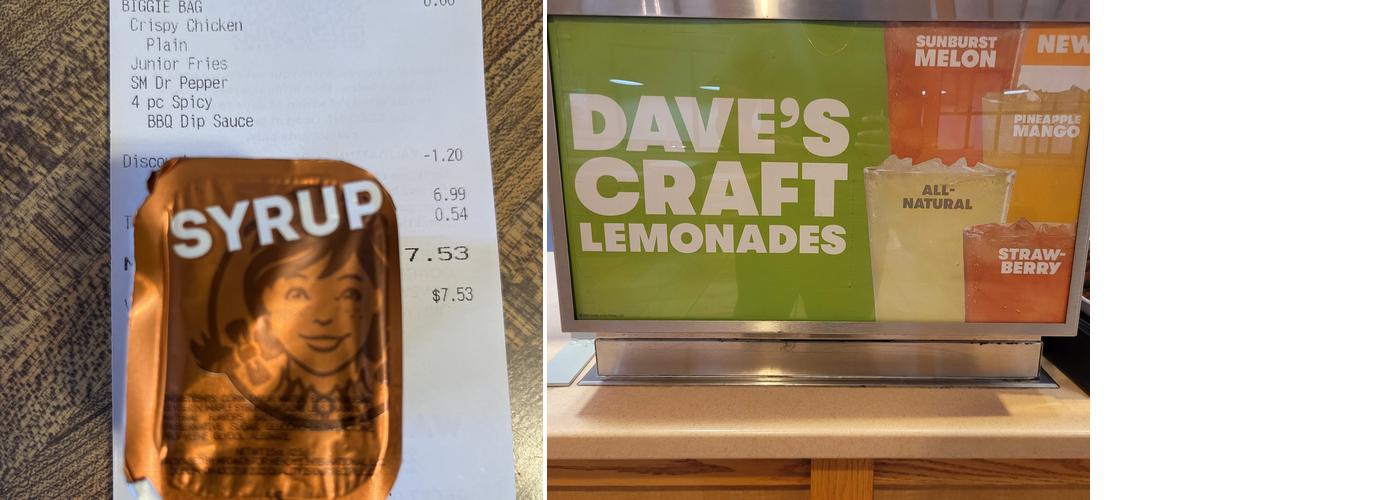 BIGGIE BAG
Crispy Chicken
Plain
Junior Fries
SM Dr Pepper
4 pc Spicy
BBQ Dip Sauce
-1.20
6.99
0.54
7.53
$7.53
SYRUP
DAVE'S
CRAFT
LEMONADES
SUNBURST
MELON
NEW
PINEAPPLE
MANGO
ALL-
NATURAL
STRAW-
BERRY